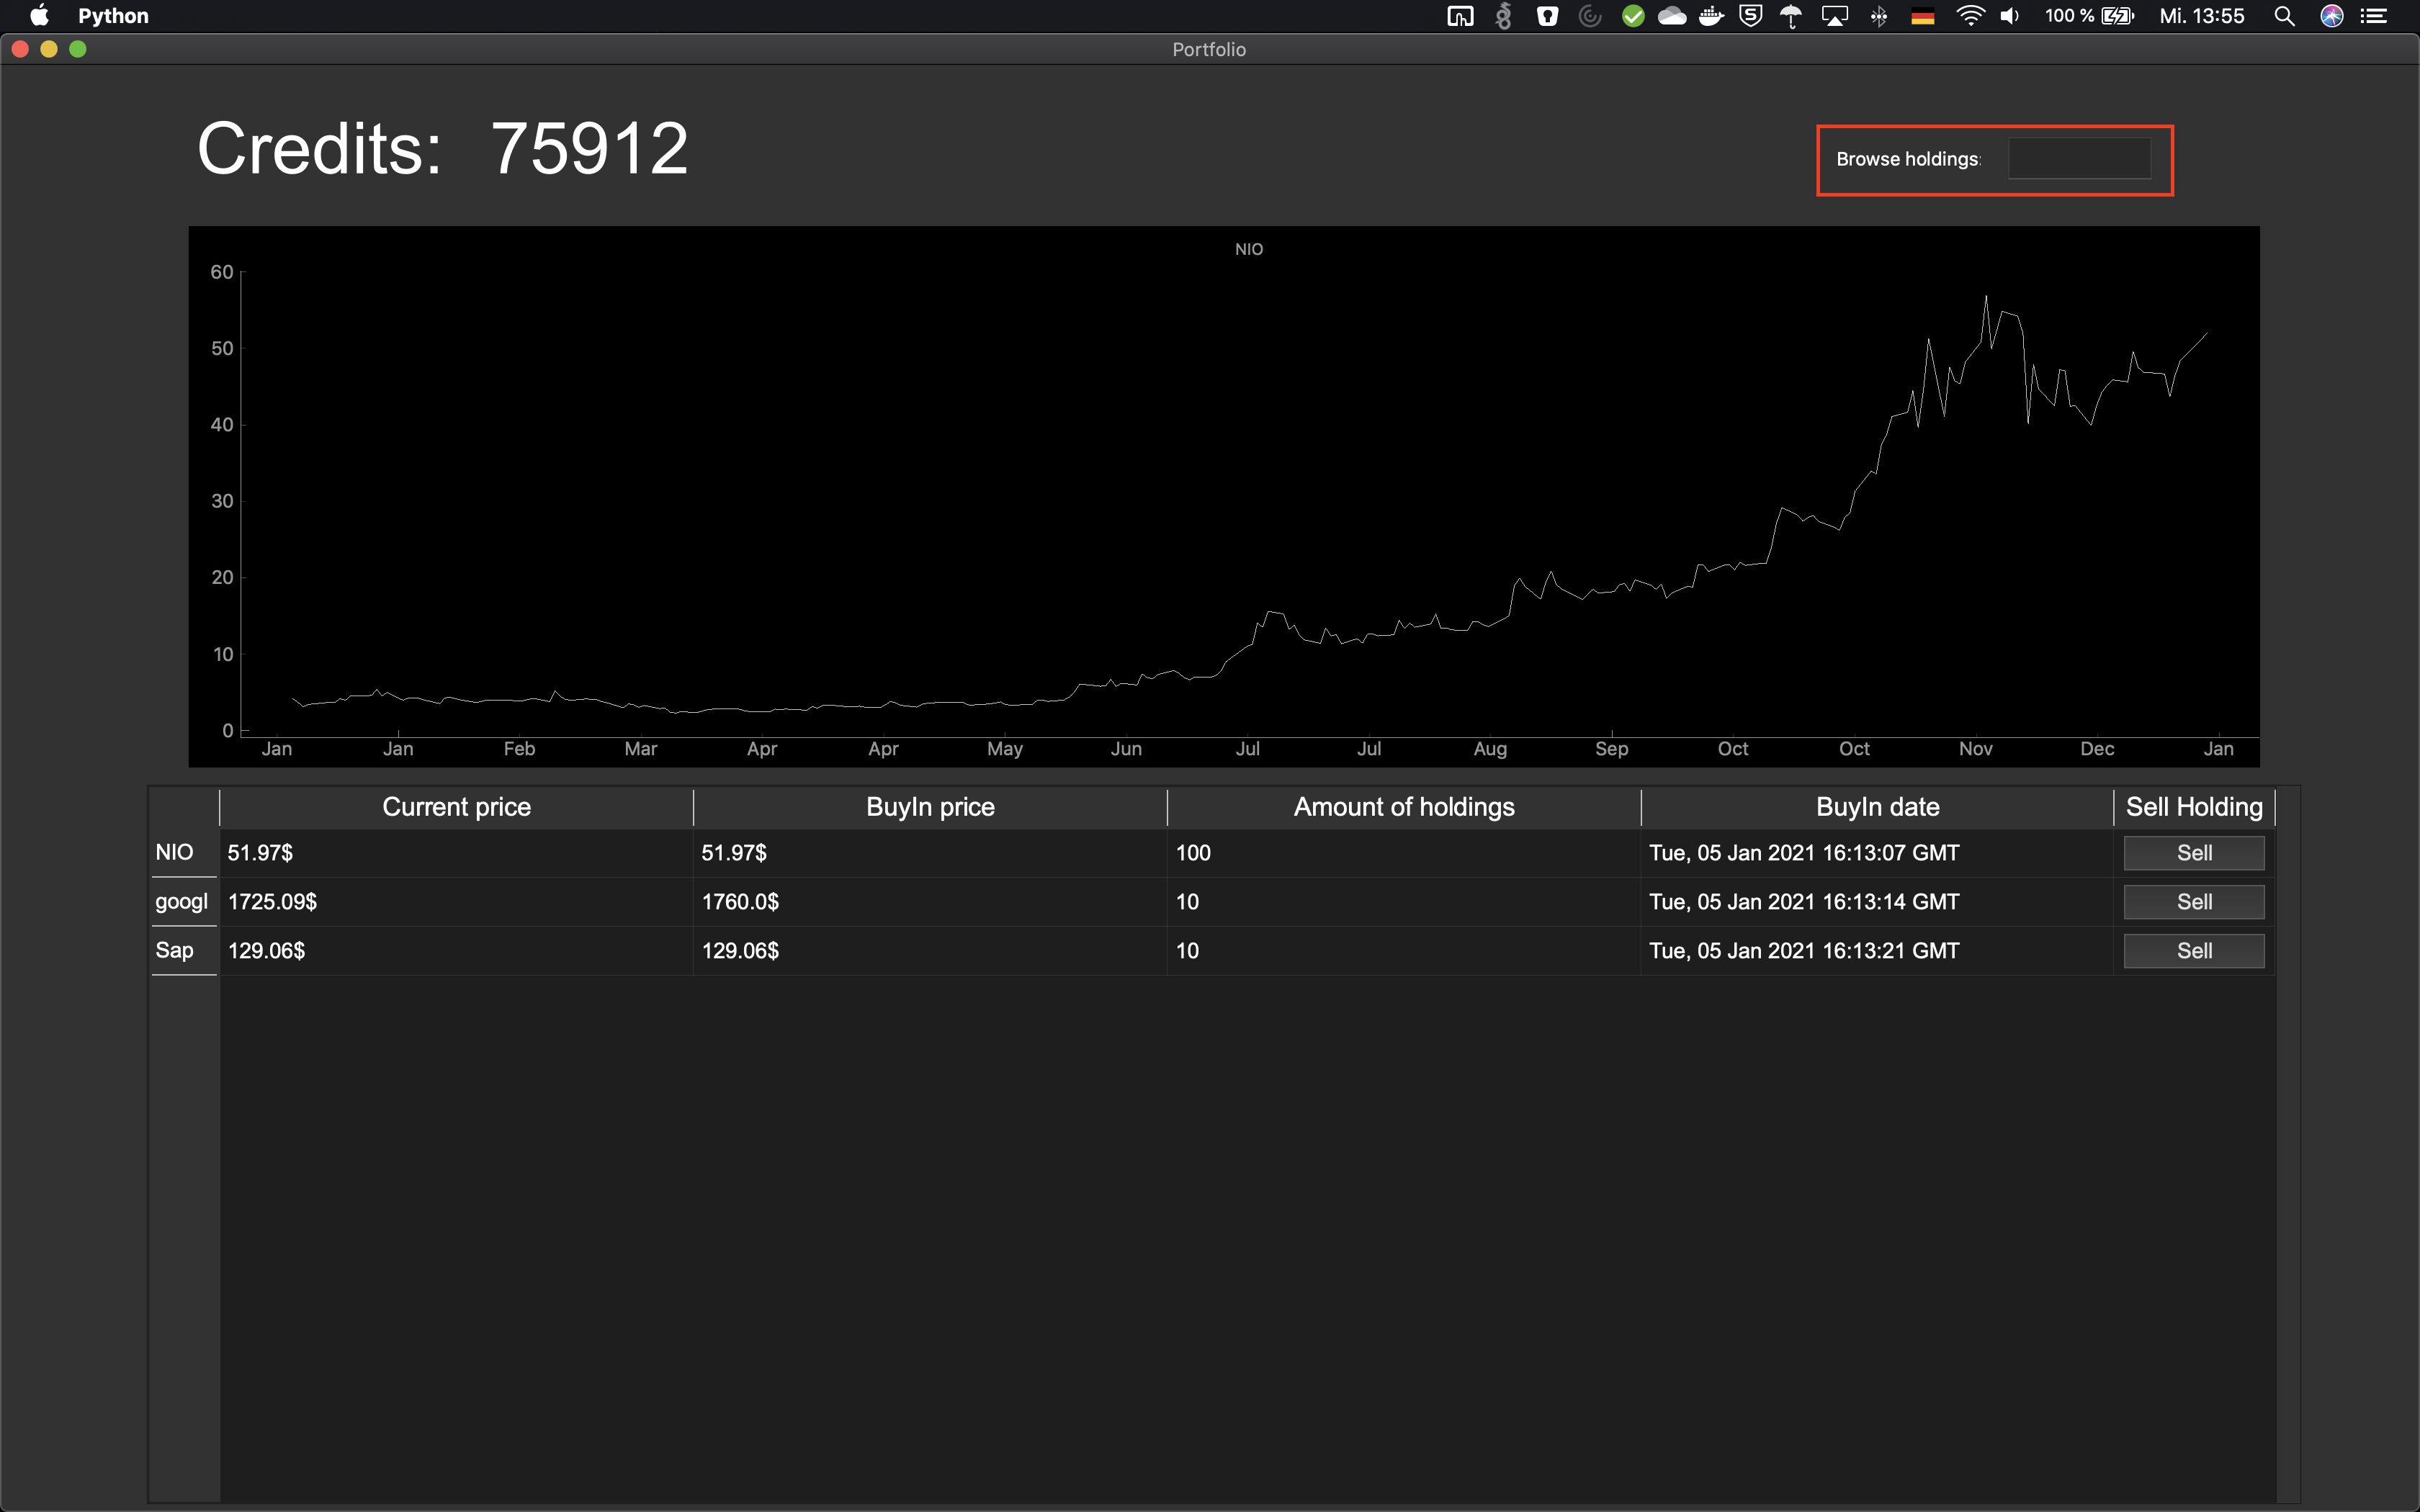 Python
100 %
Mi. 13:55
Portfolio
Credits: 75912
Browse holdings:
NIO
60
50
40
30
20
10
0
Jan Jan Feb Mar Apr Apr May Jun Jul Jul Aug Sep Oct Oct Nov Dec Jan
Current price BuyIn price Amount of holdings BuyIn date Sell Holding
NIO 51.97$ 51.97$ 100 Tue, 05 Jan 2021 16:13:07 GMT Sell
googl 1725.09$ 1760.0$ 10 Tue, 05 Jan 2021 16:13:14 GMT Sell
Sap 129.06$ 129.06$ 10 Tue, 05 Jan 2021 16:13:21 GMT Sell